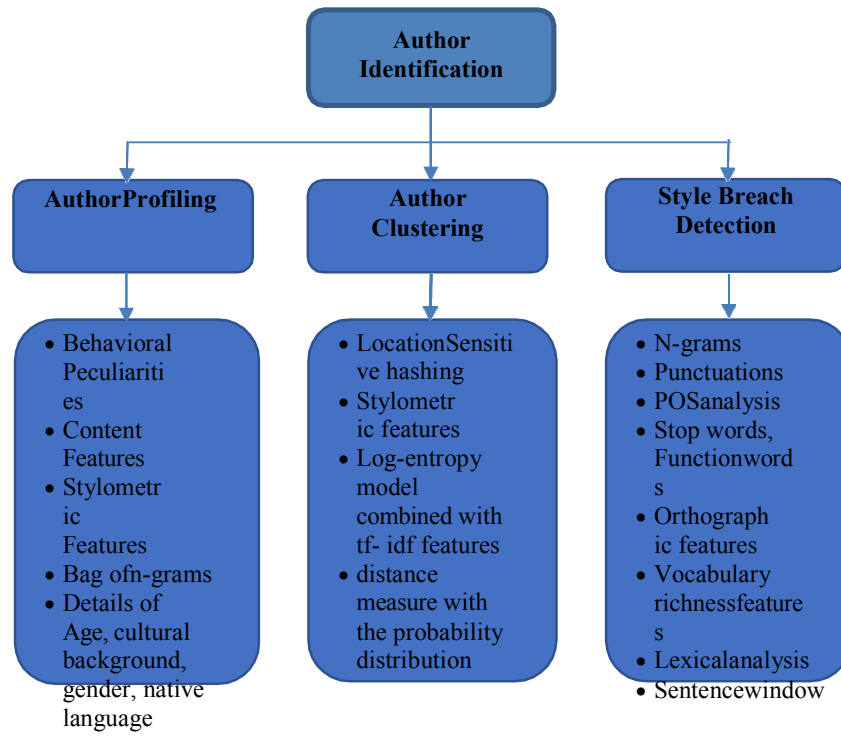 Author
Identification
AuthorProfiling
Author
Clustering
Style Breach
Detection
• Behavioral
Peculiariti
es
• Content
Features
• Stylometr
ic
Features
• Bag ofn-grams
• Details of
Age, cultural
background,
gender, native
language
• LocationSensiti
ve hashing
• Stylometr
ic features
• Log-entropy
model
combined with
tf- idf features
• distance
measure with
the probability
distribution
• N-grams
• Punctuations
• POSanalysis
• Stop words,
Functionword
s
• Orthograph
ic features
• Vocabulary
richnessfeature
s
• Lexicalanalysis
• Sentencewindow